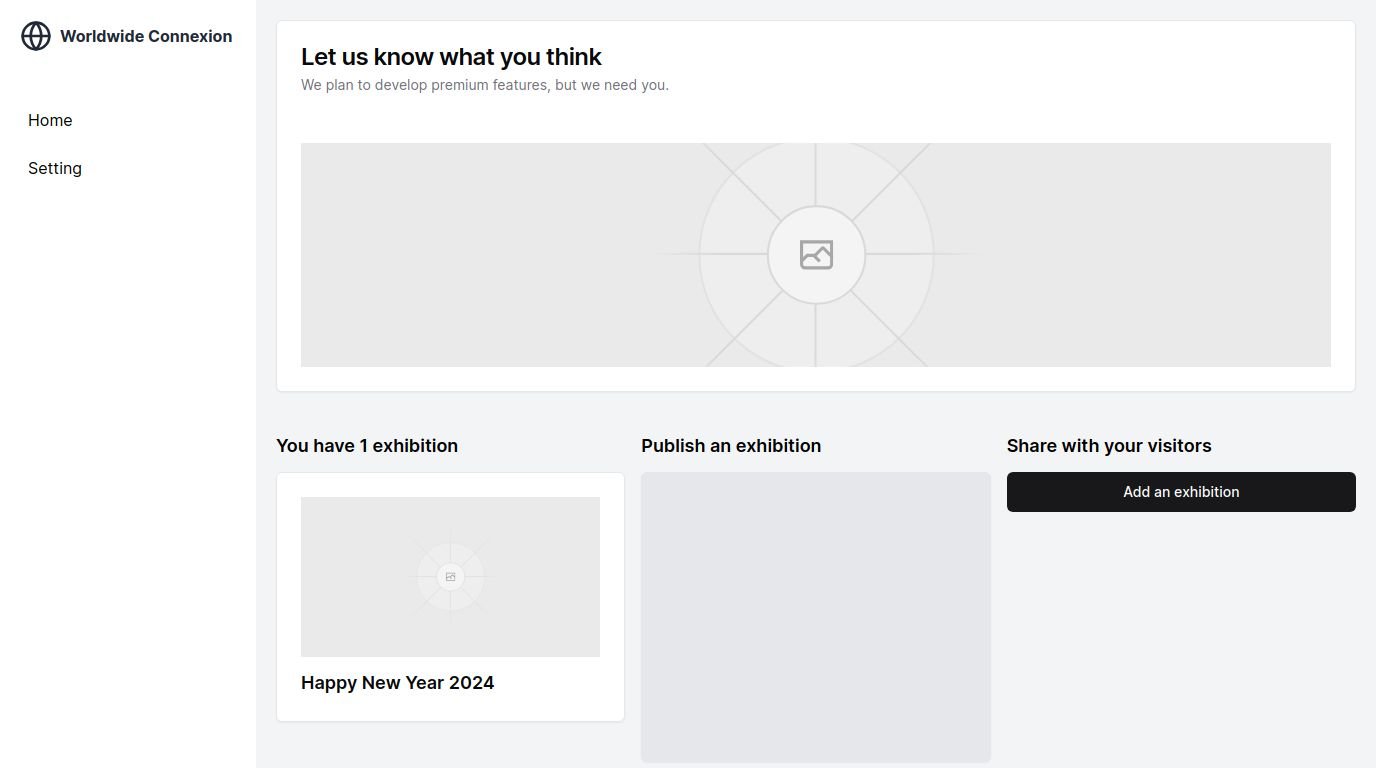 Worldwide Connexion
Home
Setting
Let us know what you think
We plan to develop premium features, but we need you.
You have 1 exhibition
Happy New Year 2024
Publish an exhibition
Share with your visitors
Add an exhibition